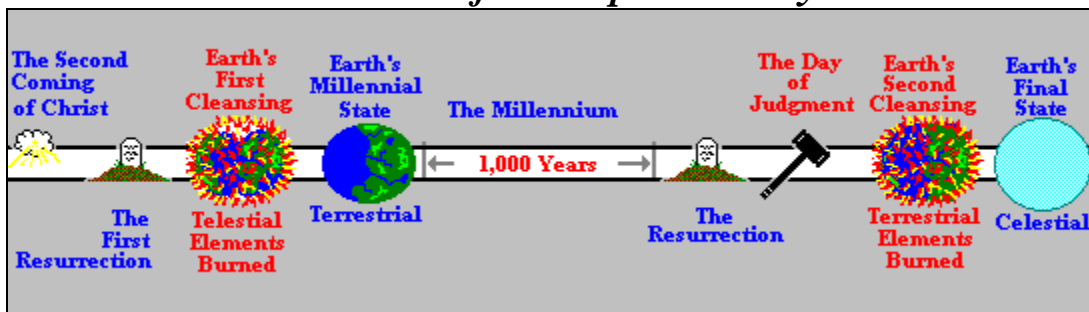 The Second
Coming
of Christ
The
First
Resurrection
Earth's
First
Cleansing
Telestial
Elements
Burned
Earth's
Millennial
State
Terrestrial
The Millennium
1,000 Years
The
Resurrection
The Day
of
Judgment
Earth's
Second
Cleansing
Terrestrial
Elements
Burned
Earth's
Final
State
Celestial